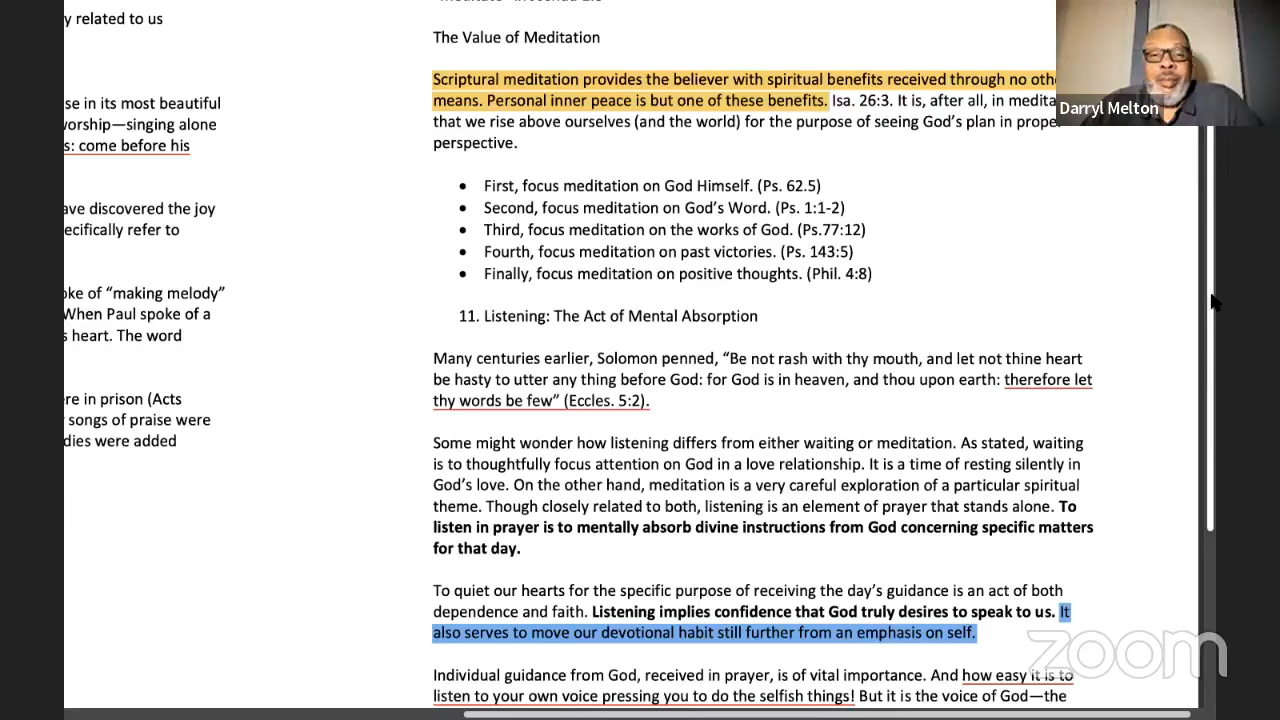 y related to us
se in its most beautiful
vorship—singing alone
s: come before his
ave discovered the joy
ecifically refer to
oke of “making melody”
When Paul spoke of a
s heart. The word
ere in prison (Acts
songs of praise were
dies were added
The Value of Meditation
Scriptural meditation provides the believer with spiritual benefits received through no othe
means. Personal inner peace is but one of these benefits. Isa. 26:3. It is, after all, in medita
that we rise above ourselves (and the world) for the purpose of seeing God’s plan in proper
perspective.
• First, focus meditation on God Himself. (Ps. 62.5)
• Second, focus meditation on God’s Word. (Ps. 1:1-2)
• Third, focus meditation on the works of God. (Ps.77:12)
• Fourth, focus meditation on past victories. (Ps. 143:5)
• Finally, focus meditation on positive thoughts. (Phil. 4:8)
11. Listening: The Act of Mental Absorption
Many centuries earlier, Solomon penned, “Be not rash with thy mouth, and let not thine heart
be hasty to utter any thing before God: for God is in heaven, and thou upon earth: therefore let
thy words be few” (Eccles. 5:2).
Some might wonder how listening differs from either waiting or meditation. As stated, waiting
is to thoughtfully focus attention on God in a love relationship. It is a time of resting silently in
God’s love. On the other hand, meditation is a very careful exploration of a particular spiritual
theme. Though closely related to both, listening is an element of prayer that stands alone. To
listen in prayer is to mentally absorb divine instructions from God concerning specific matters
for that day.
To quiet our hearts for the specific purpose of receiving the day’s guidance is an act of both
dependence and faith. Listening implies confidence that God truly desires to speak to us. It
also serves to move our devotional habit still further from an emphasis on self.
Individual guidance from God, received in prayer, is of vital importance. And how easy it is to
listen to your own voice pressing you to do the selfish things! But it is the voice of God—the
Darryl Melton
zoom